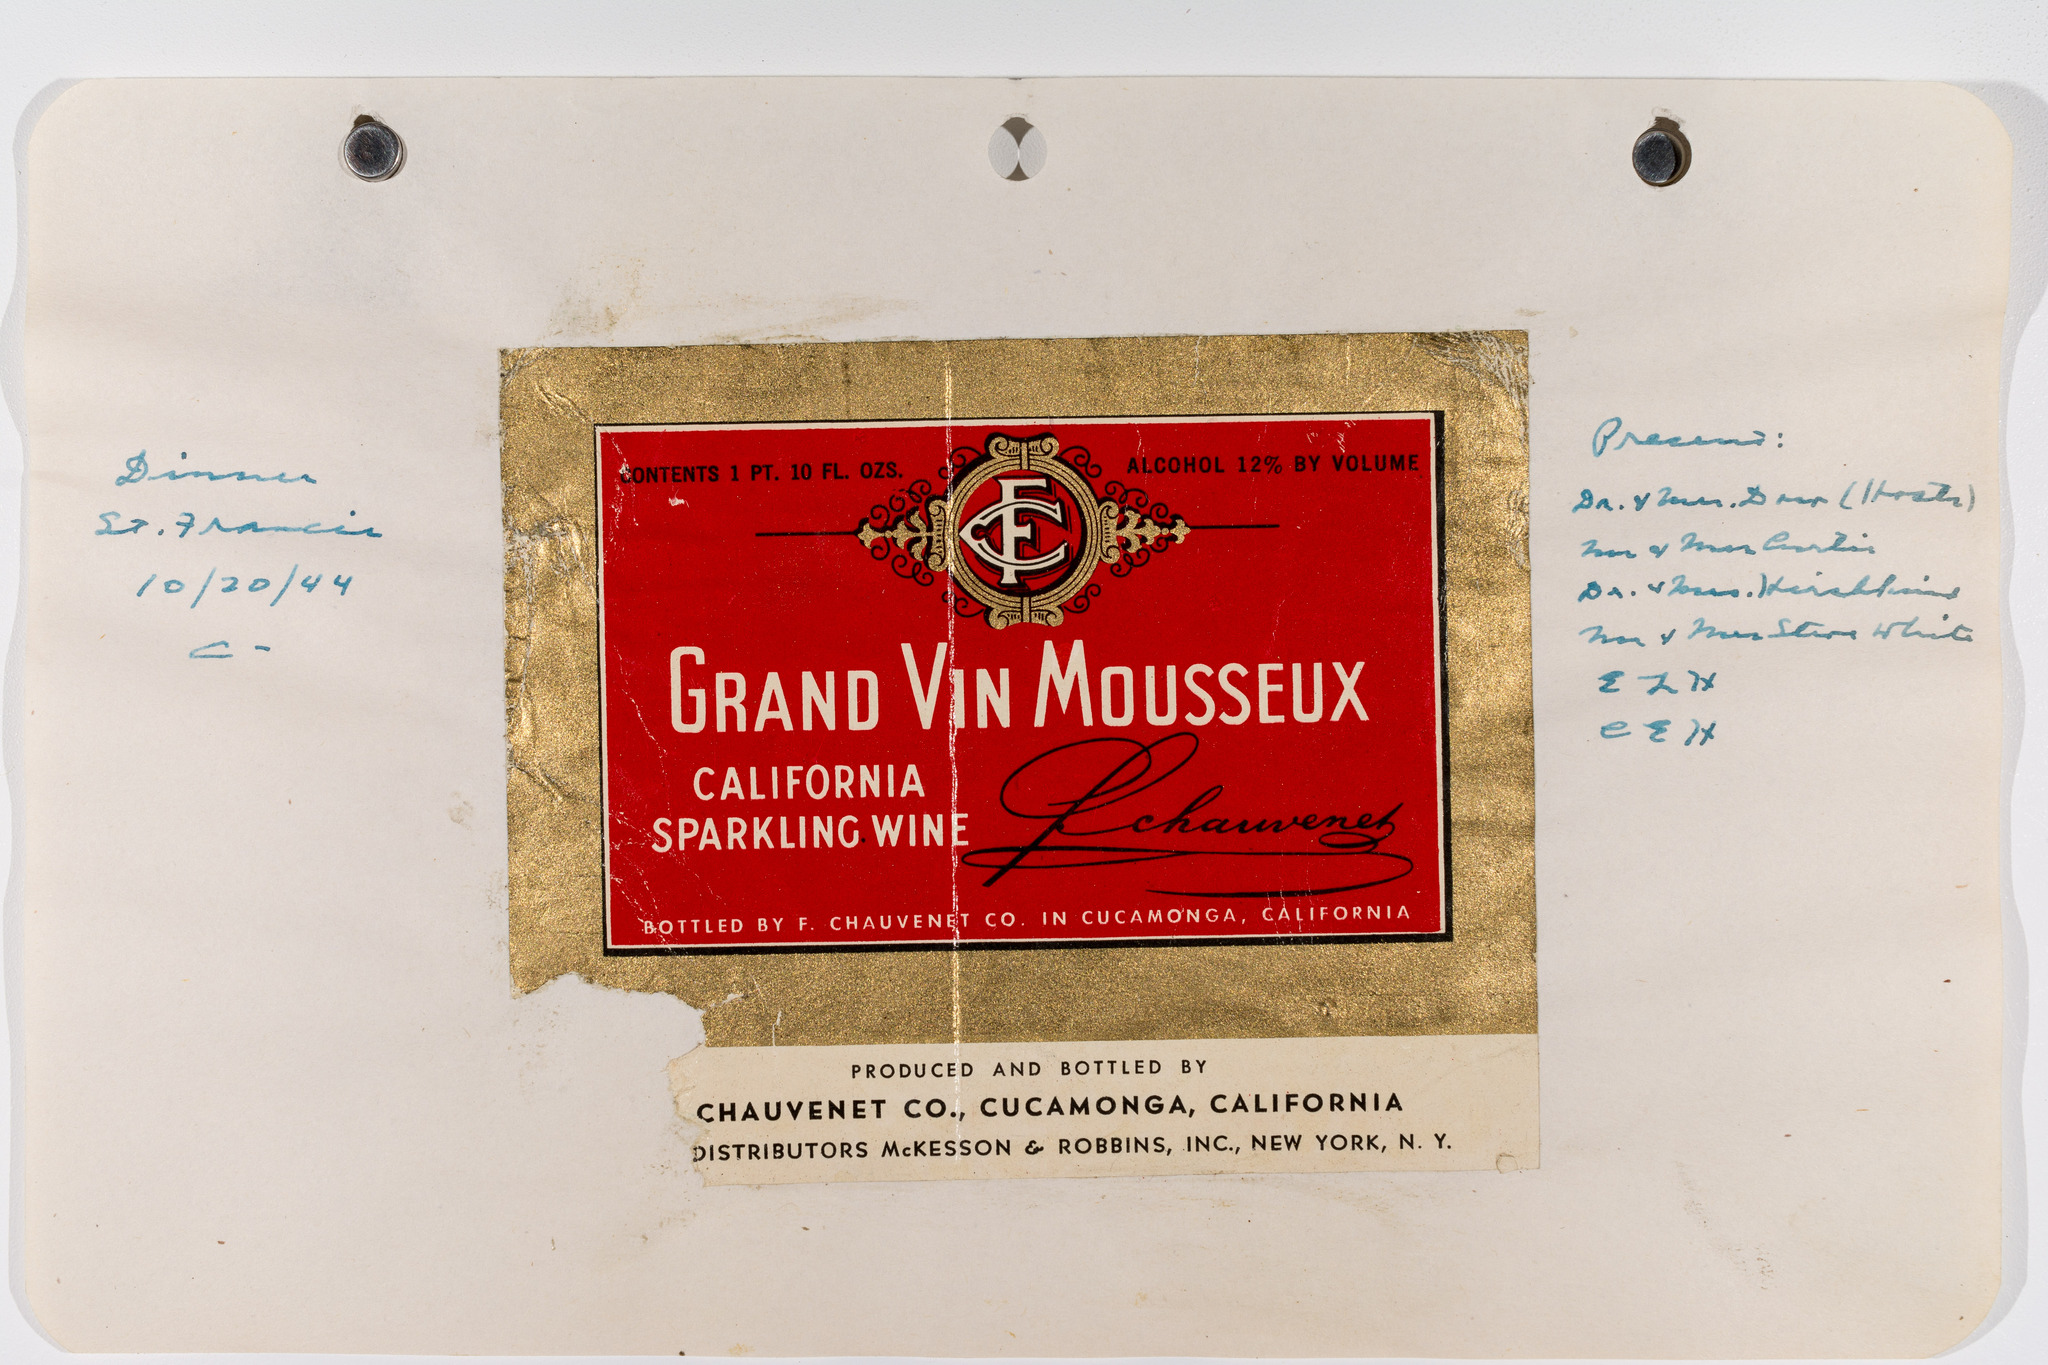 Dinner
St. Francis
10/20/44
C-
CONTENTS 1 PT. 10 FL. OZS.
ALCOHOL 12% BY VOLUME
FC
GRAND VIN MOUSSEUX
CALIFORNIA
SPARKLING WINE
F Chauvenet
BOTTLED BY F. CHAUVENET CO. IN CUCAMONGA, CALIFORNIA
PRODUCED AND BOTTLED BY
CHAUVENET CO., CUCAMONGA, CALIFORNIA
DISTRIBUTORS McKESSON & ROBBINS, INC., NEW YORK, N. Y.
Present:
Dr. & Mrs. (Hosts)
Mr & Mrs Curtis
Dr. & Mrs.
Mr & Mrs Steve White
E L H
C E H